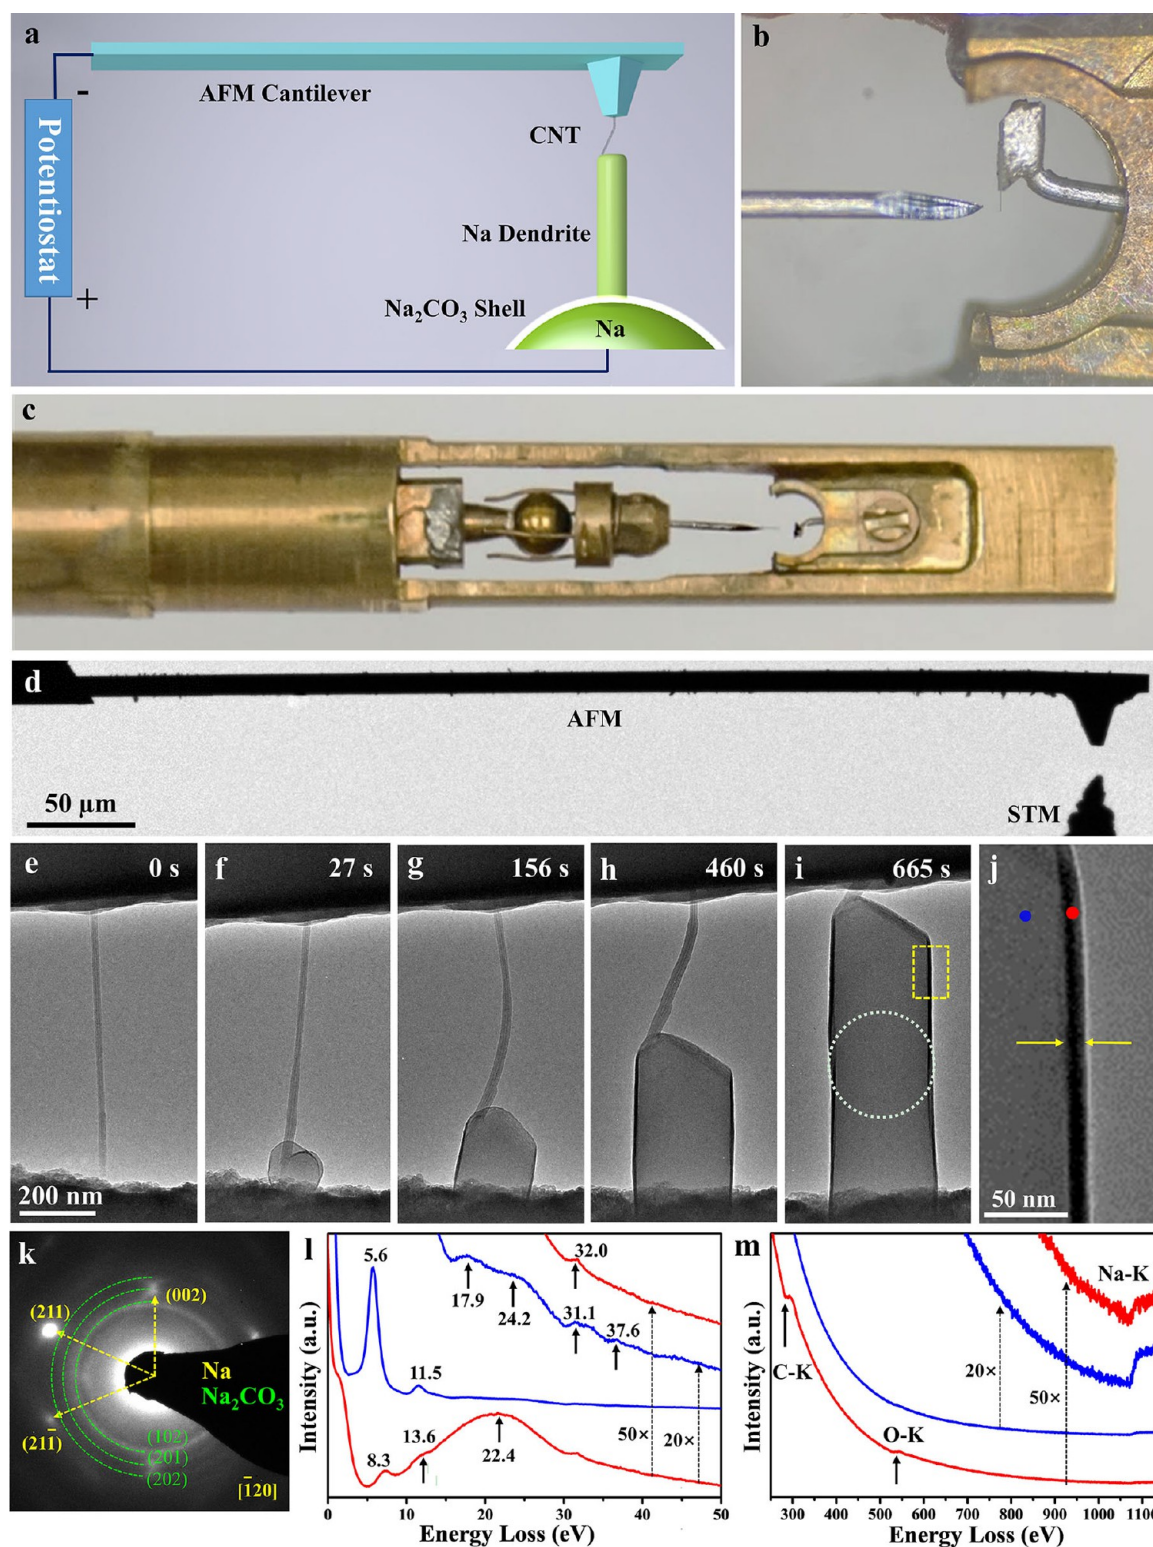 a
-
AFM Cantilever
Potentiostat
CNT
Na Dendrite
+
Na₂CO₃ Shell
Na
b
c
d
AFM
50 μm
STM
e
0 s
200 nm
f
27 s
g
156 s
h
460 s
i
665 s
j
50 nm
k
(002)
(211)
Na
Na₂CO₃
(211̄)
(102)
(201)
(202)
[1̄20]
l
5.6
32.0
17.9
24.2
31.1
37.6
11.5
13.6
8.3
22.4
50×
20×
Intensity (a.u.)
0
10
20
30
40
50
Energy Loss (eV)
m
Na-K
C-K
20×
50×
O-K
Intensity (a.u.)
300
400
500
600
700
800
900
1000
1100
Energy Loss (eV)